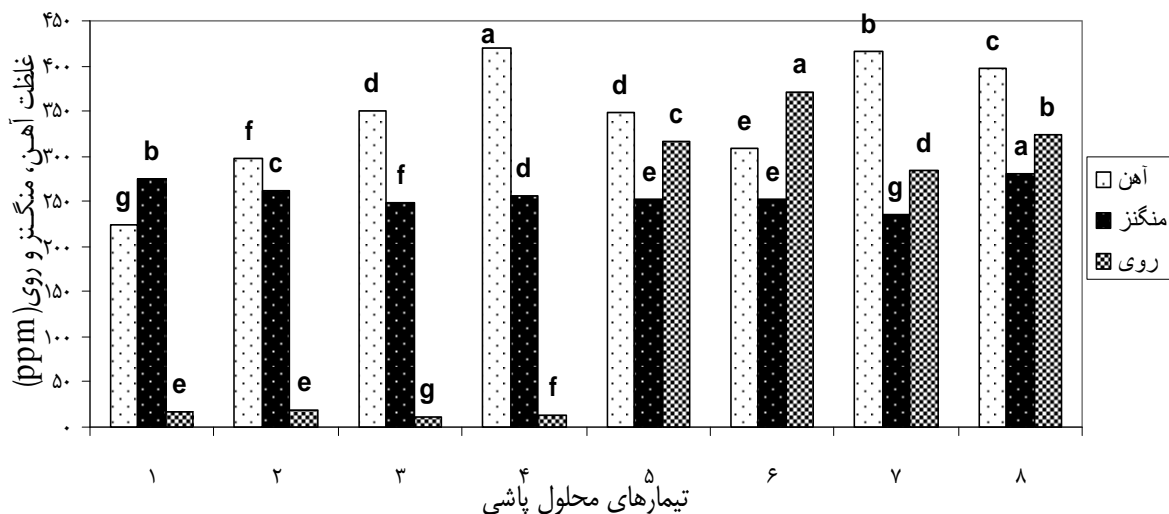 غلظت آهن، منگنز و روی(ppm)
۴۵۰
۴۰۰
۳۵۰
۳۰۰
۲۵۰
۲۰۰
۱۵۰
۱۰۰
۵۰
۰
g b e
f c e
d f g
a d f
d e c
e e a
b g d
c a b
۱ ۲ ۳ ۴ ۵ ۶ ۷ ۸
تیمارهای محلول پاشی
آهن
منگنز
روی